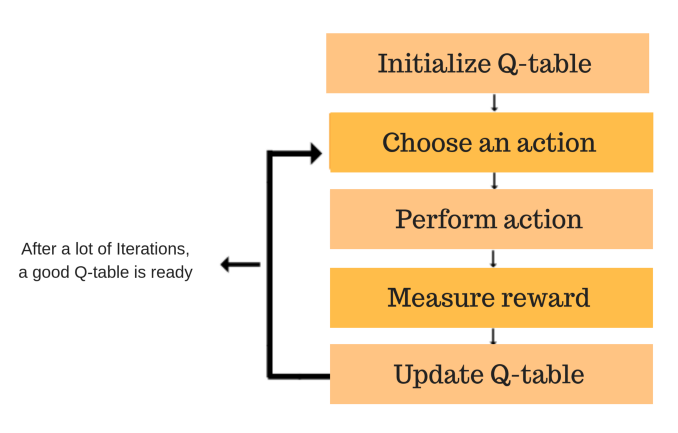 Initialize Q-table
Choose an action
Perform action
Measure reward
Update Q-table
After a lot of Iterations,
a good Q-table is ready